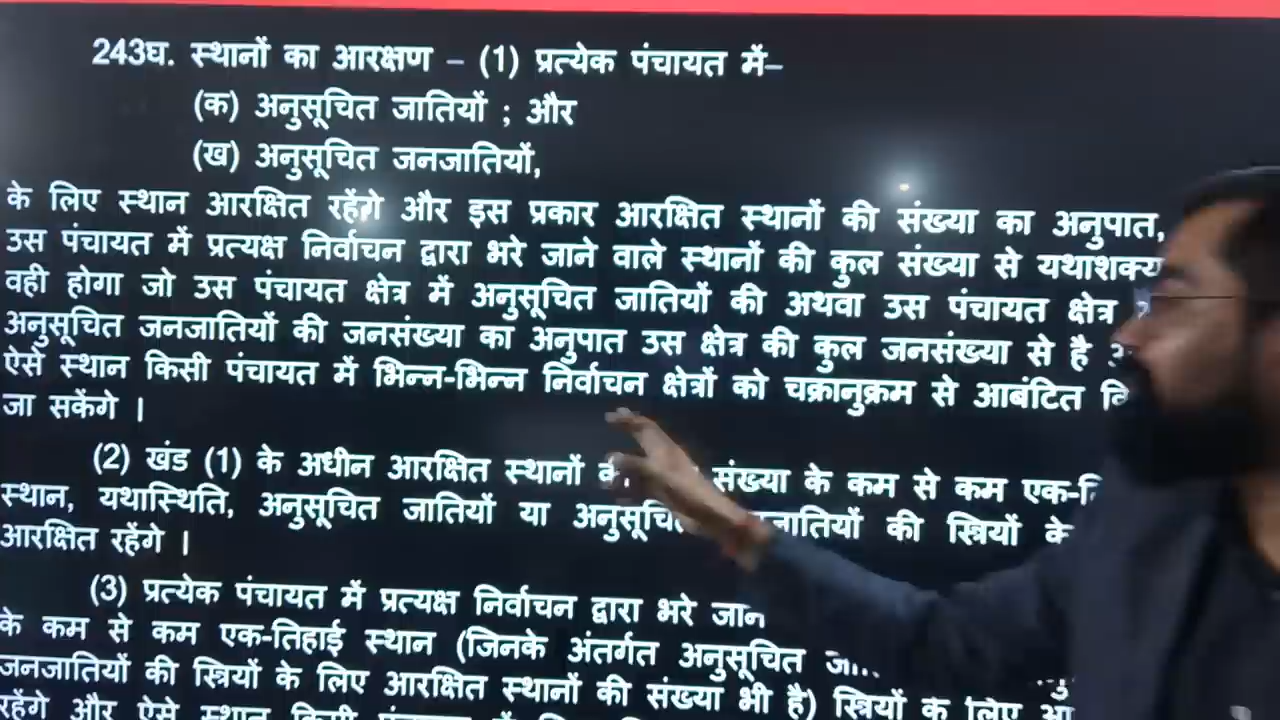 243घ. स्थानों का आरक्षण – (1) प्रत्येक पंचायत में–
(क) अनुसूचित जातियों ; और
(ख) अनुसूचित जनजातियों,
के लिए स्थान आरक्षित रहेंगे और इस प्रकार आरक्षित स्थानों की संख्या का अनुपात,
उस पंचायत में प्रत्यक्ष निर्वाचन द्वारा भरे जाने वाले स्थानों की कुल संख्या से यथाशक्य
वही होगा जो उस पंचायत क्षेत्र में अनुसूचित जातियों की अथवा उस पंचायत क्षेत्र
अनुसूचित जनजातियों की जनसंख्या का अनुपात उस क्षेत्र की कुल जनसंख्या से है
ऐसे स्थान किसी पंचायत में भिन्न-भिन्न निर्वाचन क्षेत्रों को चक्रानुक्रम से आबंटित
जा सकेंगे ।
(2) खंड (1) के अधीन आरक्षित स्थानों संख्या के कम से कम
स्थान, यथास्थिति, अनुसूचित जातियों या की स्त्रियों के
आरक्षित रहेंगे ।
(3) प्रत्येक पंचायत में प्रत्यक्ष निर्वाचन द्वारा भरे
के कम से कम एक-तिहाई स्थान (जिनके अंतर्गत अनुसूचित
जनजातियों की स्त्रियों के लिए आरक्षित स्थानों की संख्या भी है) स्त्रियों के लिए
रहेंगे और ऐसे स्थान किसी